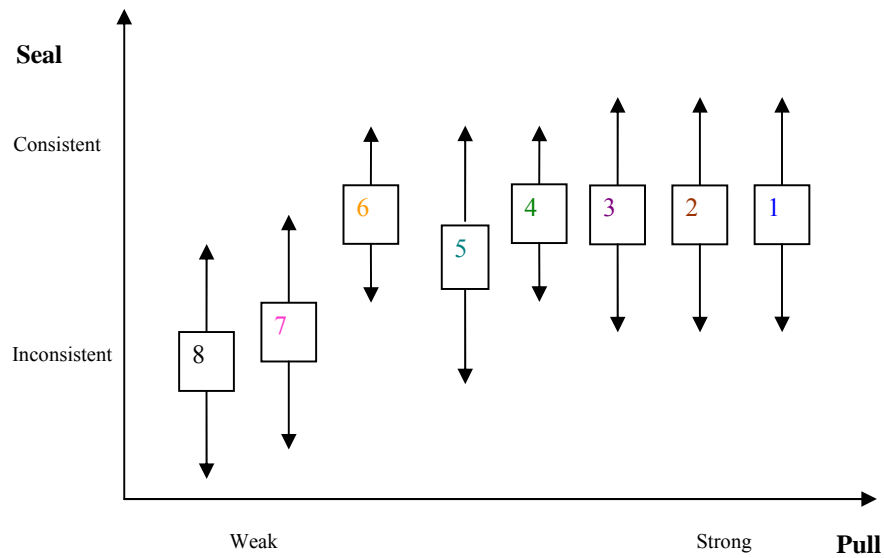 Seal
Consistent
6 4 3 2 1
5
7
8
Inconsistent
Weak Strong Pull